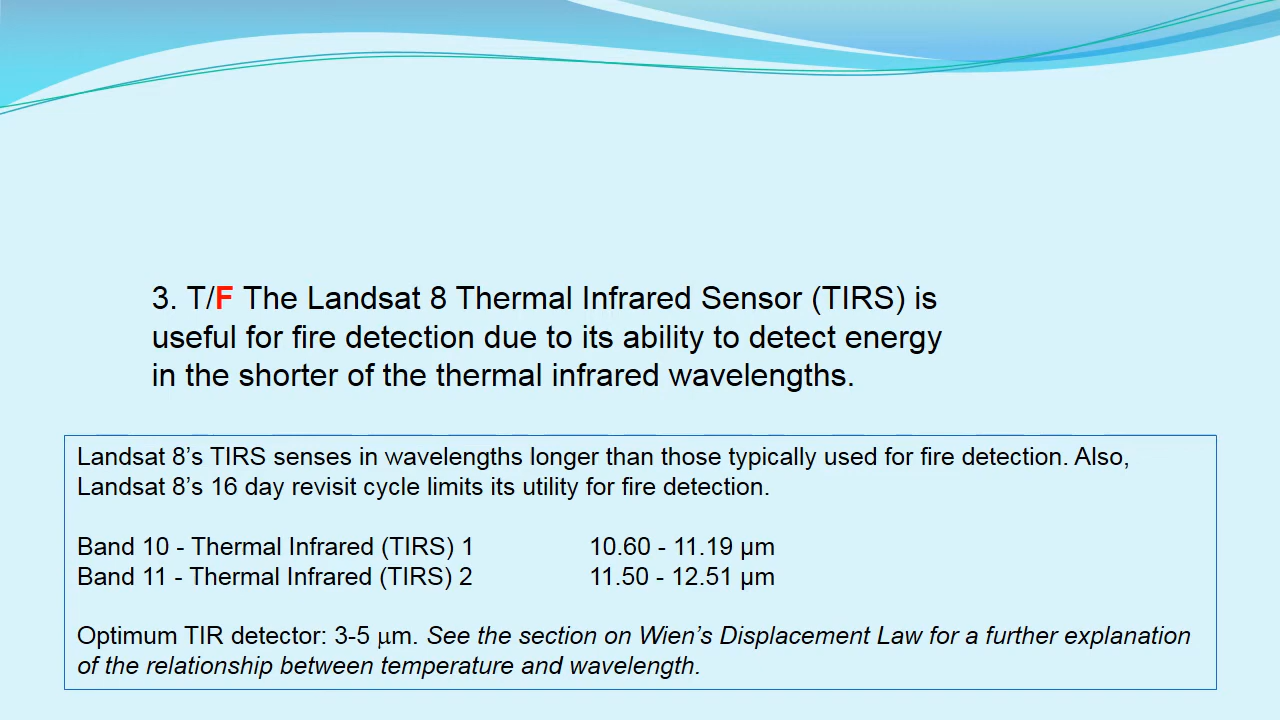 3. T/F The Landsat 8 Thermal Infrared Sensor (TIRS) is
useful for fire detection due to its ability to detect energy
in the shorter of the thermal infrared wavelengths.
Landsat 8’s TIRS senses in wavelengths longer than those typically used for fire detection. Also,
Landsat 8’s 16 day revisit cycle limits its utility for fire detection.
Band 10 - Thermal Infrared (TIRS) 1 10.60 - 11.19 µm
Band 11 - Thermal Infrared (TIRS) 2 11.50 - 12.51 µm
Optimum TIR detector: 3-5 µm. See the section on Wien’s Displacement Law for a further explanation
of the relationship between temperature and wavelength.